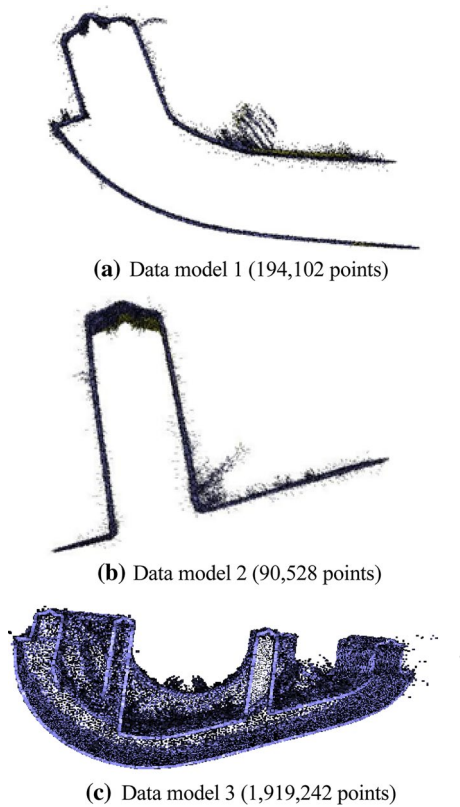 (a) Data model 1 (194,102 points)
(b) Data model 2 (90,528 points)
(c) Data model 3 (1,919,242 points)